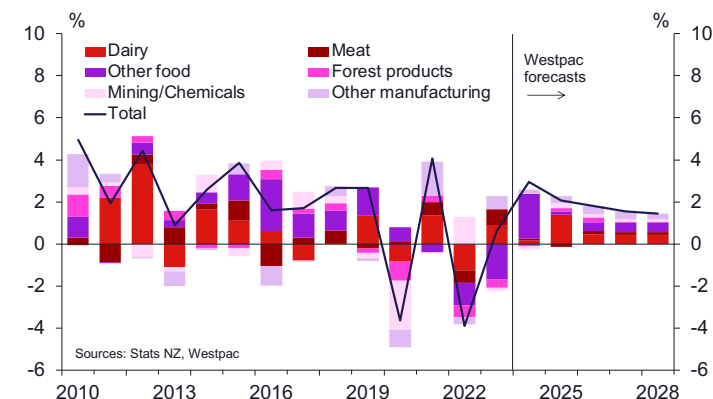 % %
10 10
8 8
6 6
4 4
2 2
0 0
-2 -2
-4 -4
-6 -6
Dairy Meat
Other food Forest products
Mining/Chemicals Other manufacturing
Total
Westpac
forecasts
Sources: Stats NZ, Westpac
2010 2013 2016 2019 2022 2025 2028